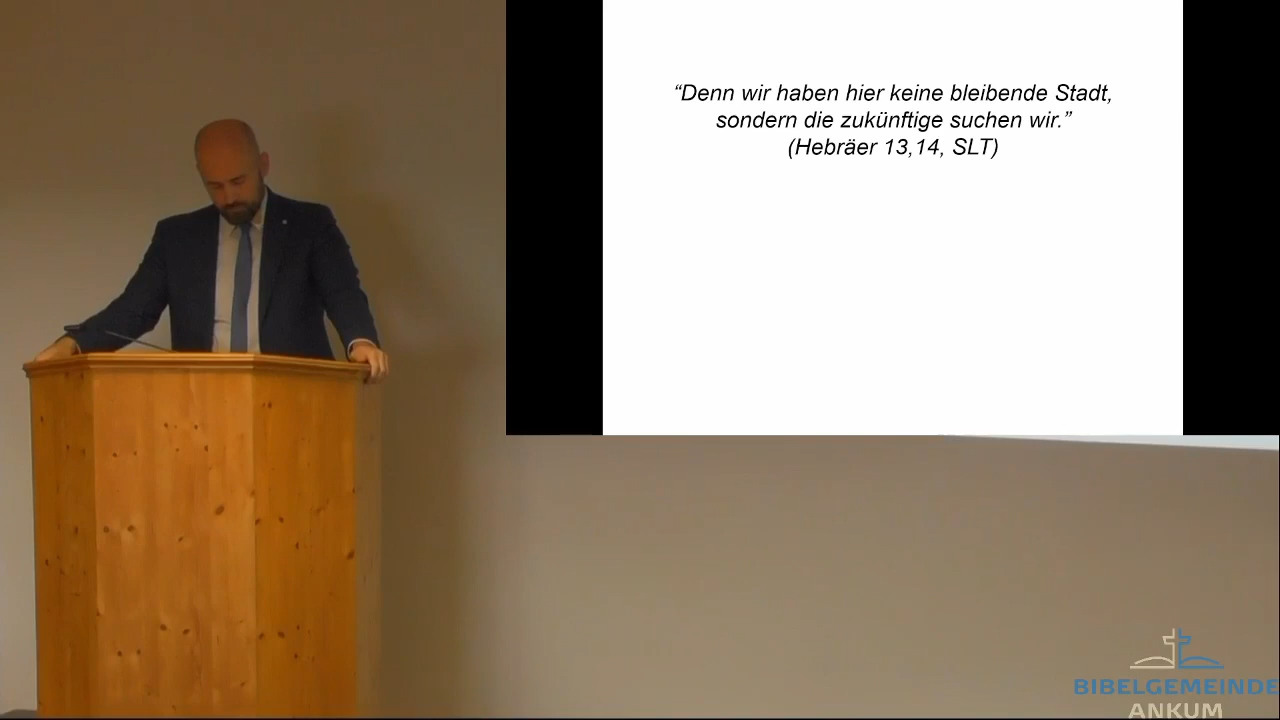 “Denn wir haben hier keine bleibende Stadt,
sondern die zukünftige suchen wir.”
(Hebräer 13,14, SLT)
BIBELGEMEINDE
ANKUM